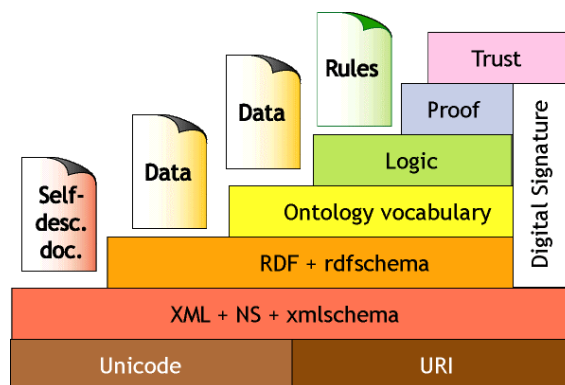 Rules
Trust
Data
Proof
Data
Logic
Self-
desc.
doc.
Ontology vocabulary
Digital Signature
RDF + rdfschema
XML + NS + xmlschema
Unicode
URI